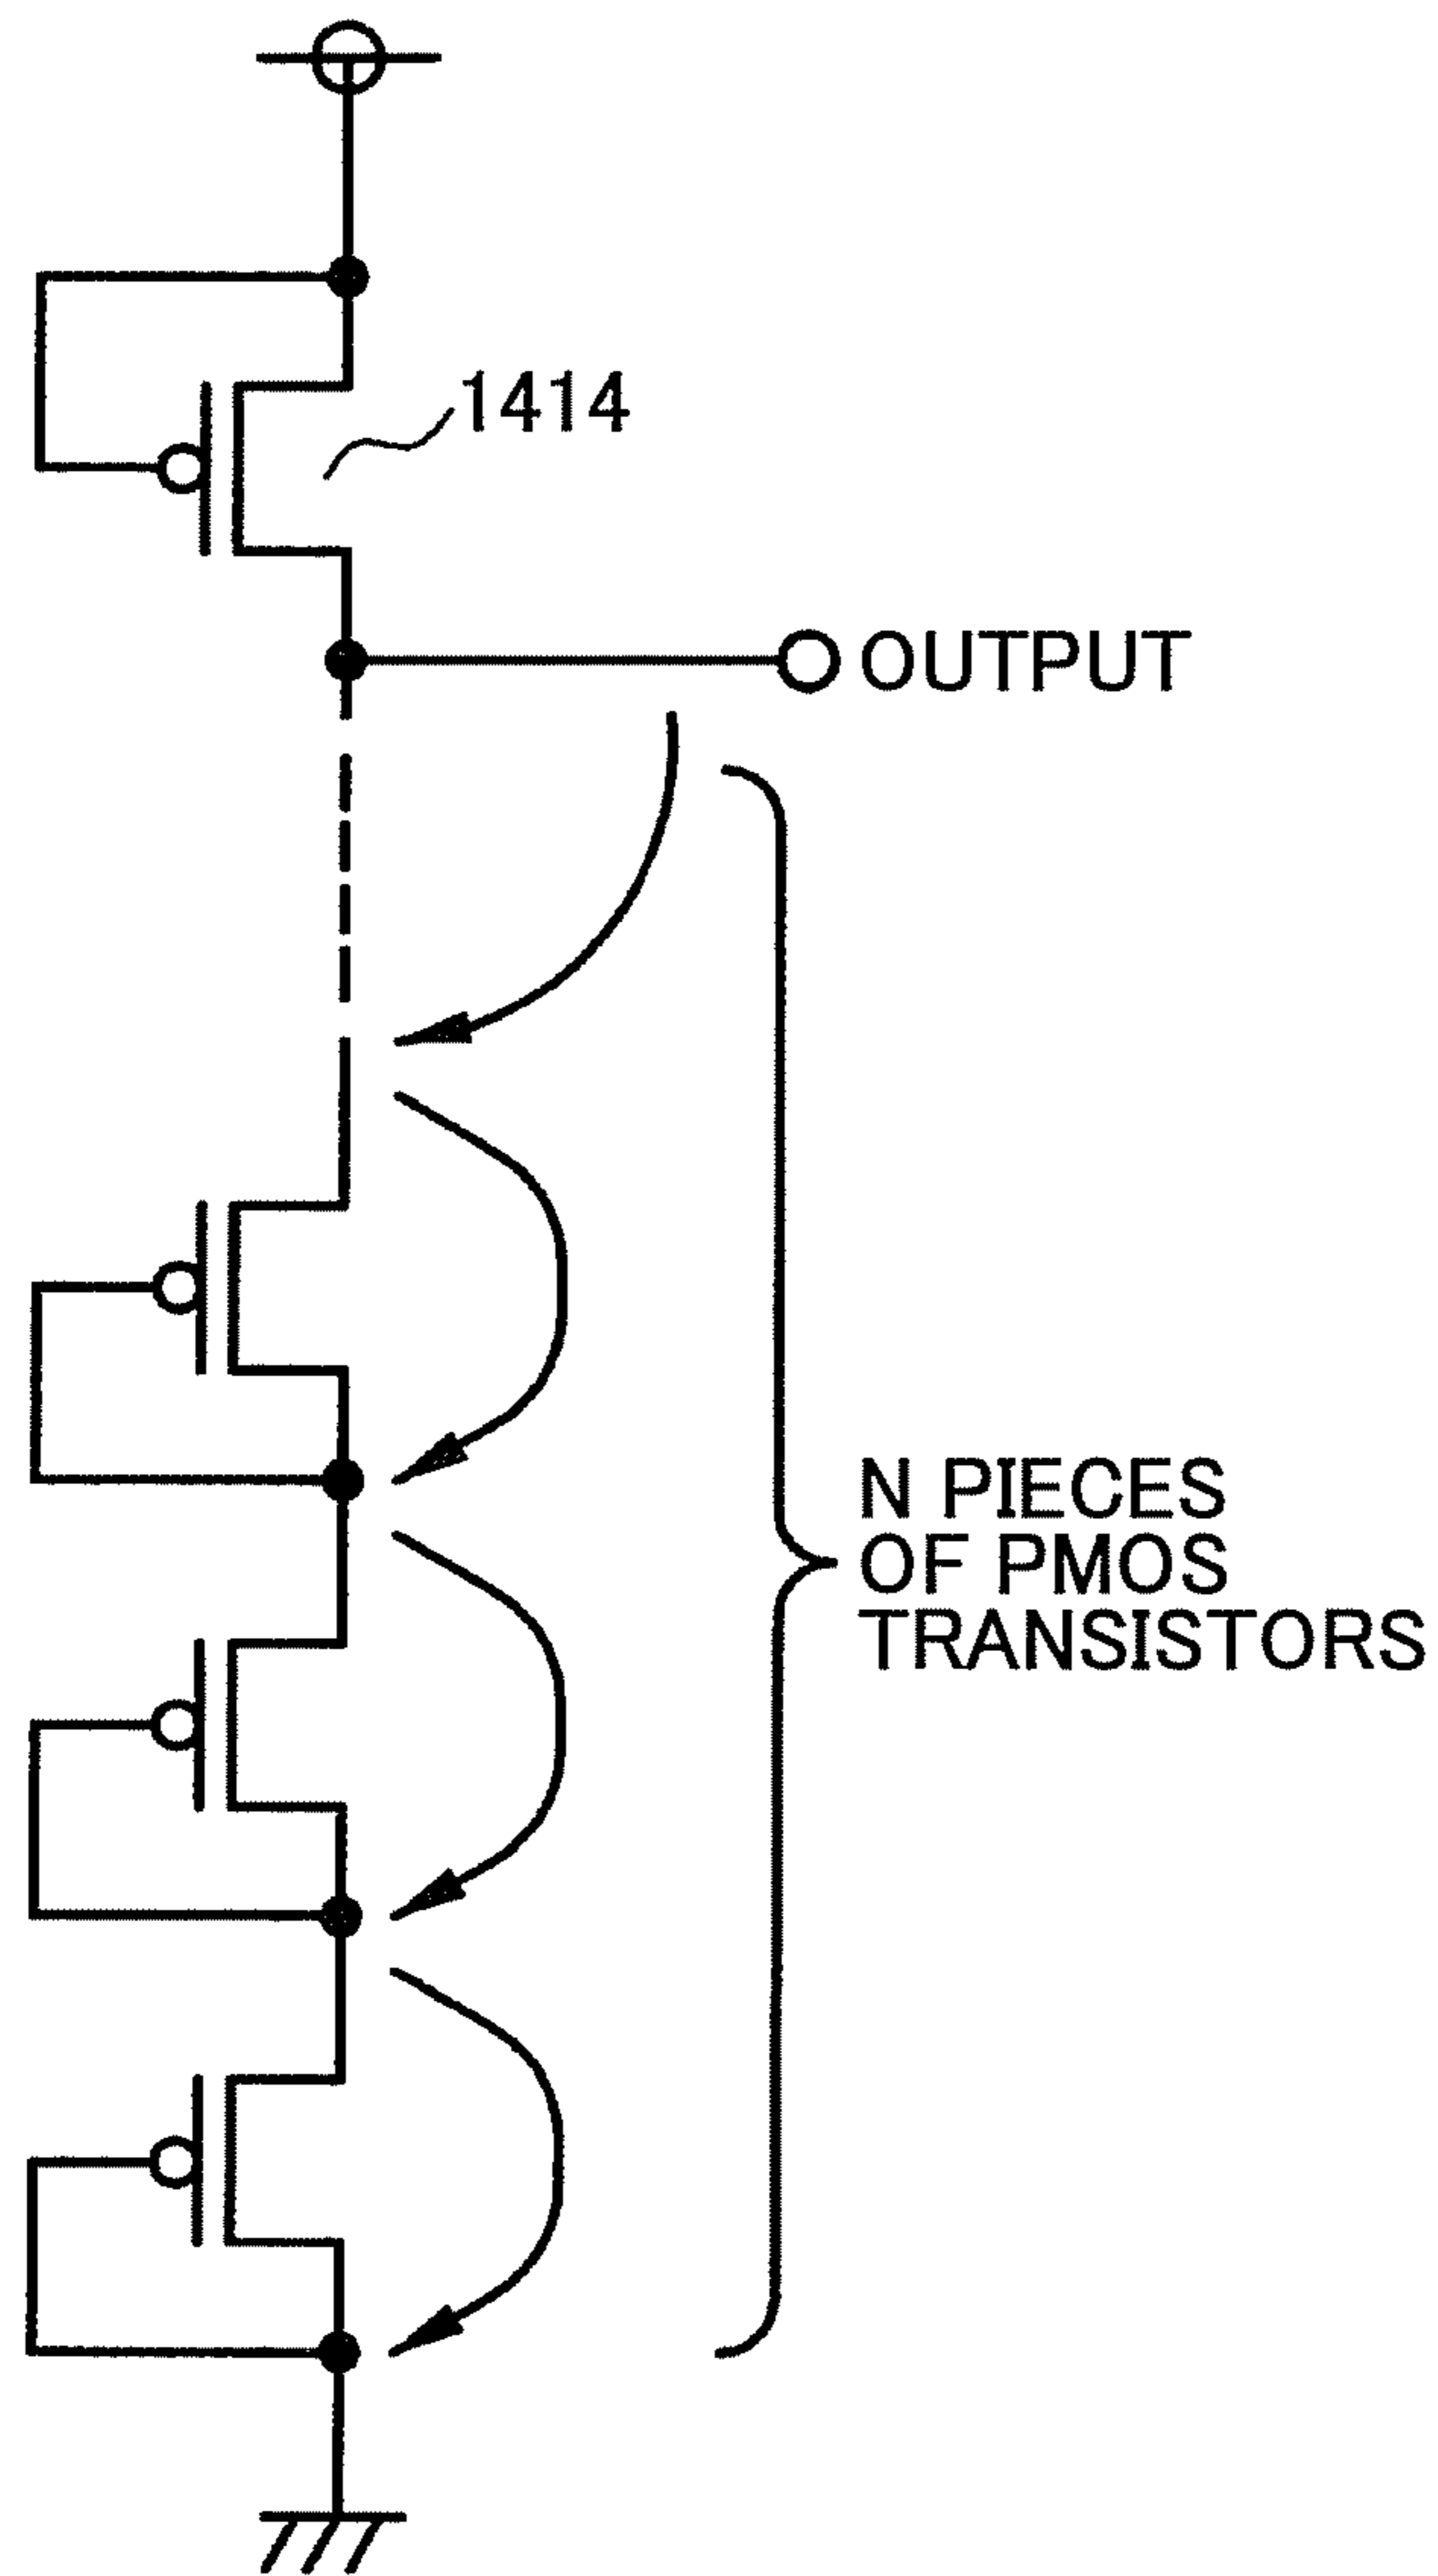 1414
OUTPUT
N PIECES
OF PMOS
TRANSISTORS